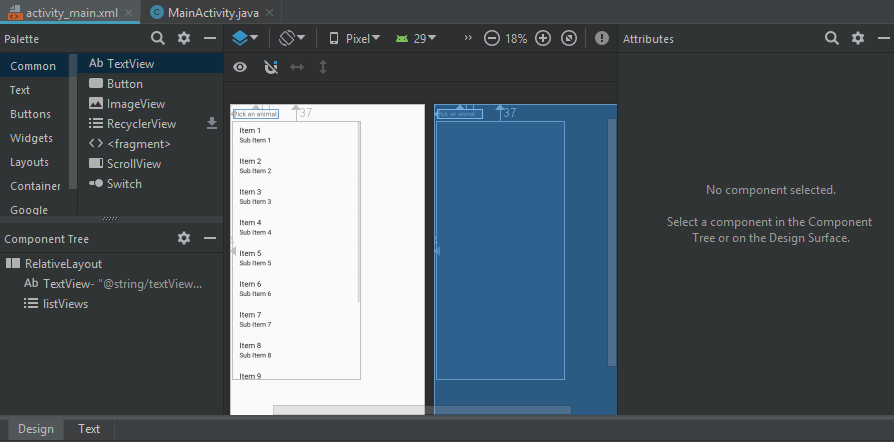 activity_main.xml
MainActivity.java
Palette
Pixel
29
18%
Attributes
Common
Text
Buttons
Widgets
Layouts
Container
Google
Ab TextView
Button
ImageView
RecyclerView
<fragment>
ScrollView
Switch
Component Tree
RelativeLayout
Ab TextView- "@string/textView...
listViews
Pick an animal
37
Item 1
Sub Item 1
Item 2
Sub Item 2
Item 3
Sub Item 3
Item 4
Sub Item 4
Item 5
Sub Item 5
Item 6
Sub Item 6
Item 7
Sub Item 7
Item 8
Sub Item 8
Item 9
Pick an animal
37
No component selected.
Select a component in the Component
Tree or on the Design Surface.
Design
Text